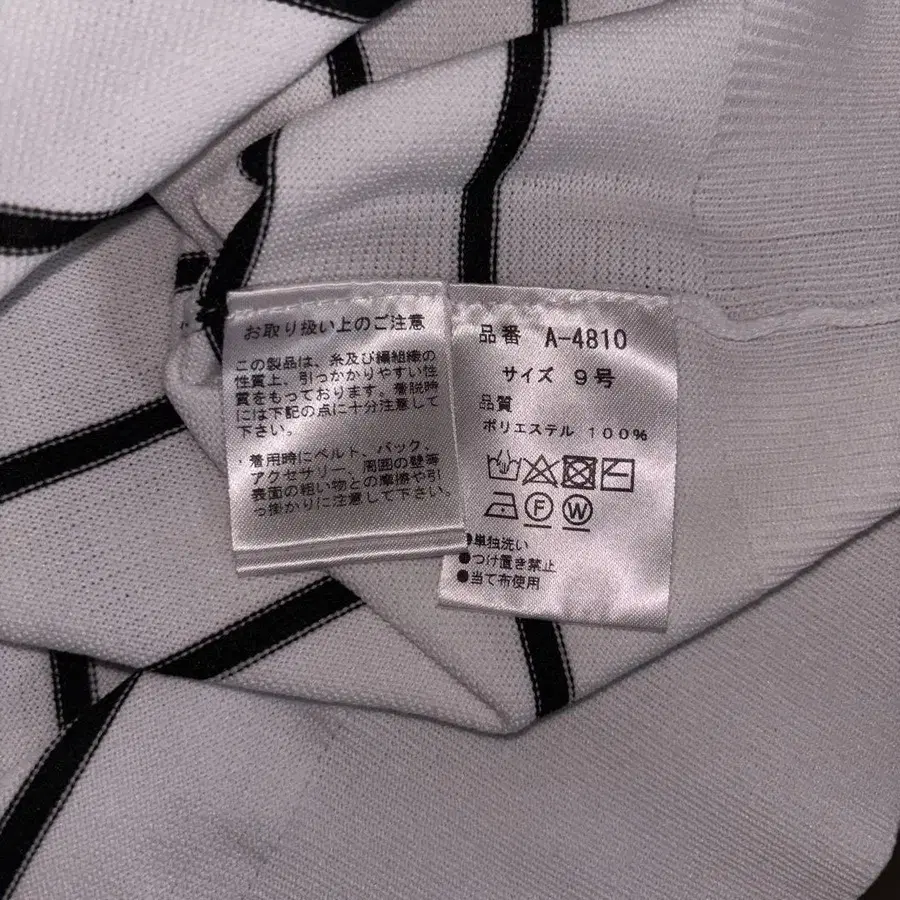 お取り扱い上のご注意
この製品は、糸及び編組織の
性質上、引っかかりやすい性
質をもっております。着脱時
には下記の点に十分注意して
下さい。
・着用時にベルト、バック、
アクセサリー、周囲の壁等
表面の粗い物との摩擦や引
っ掛かりに注意して下さい。
品番 A-4810
サイズ 9号
品質
ポリエステル 100%
F W
●単独洗い
●つけ置き禁止
●当て布使用